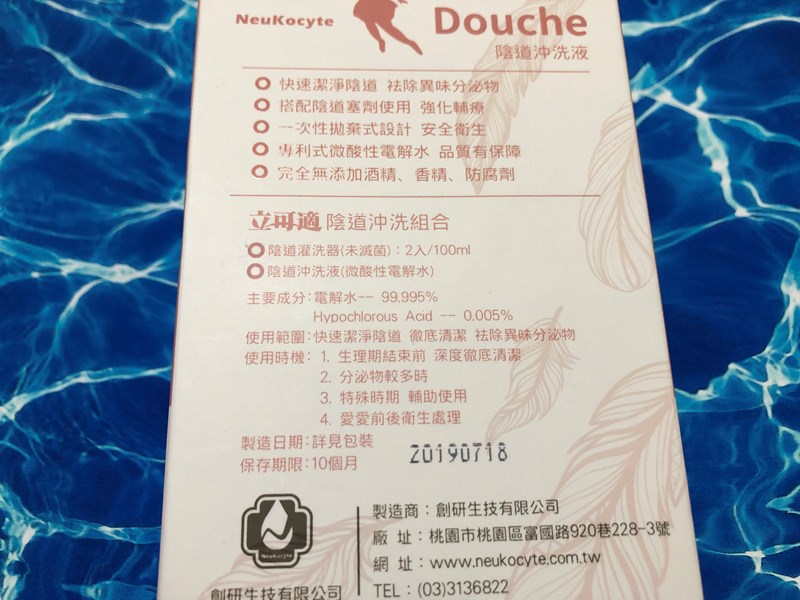 NeuKocyte
Douche
陰道沖洗液
快速潔淨陰道 祛除異味分泌物
搭配陰道塞劑使用 強化輔療
一次性拋棄式設計 安全衛生
專利式微酸性電解水 品質有保障
完全無添加酒精、香精、防腐劑
立可適 陰道沖洗組合
陰道灌洗器(未滅菌)：2入/100ml
陰道沖洗液(微酸性電解水)
主要成分:電解水-- 99.995%
Hypochlorous Acid -- 0.005%
使用範圍:快速潔淨陰道 徹底清潔 祛除異味分泌物
使用時機：1. 生理期結束前 深度徹底清潔
2. 分泌物較多時
3. 特殊時期 輔助使用
4. 愛愛前後衛生處理
製造日期:詳見包裝
20190718
保存期限:10個月
NeuKocyte
創研生技有限公司
製造商：創研生技有限公司
廠 址：桃園市桃園區富國路920巷228-3號
網 址：www.neukocyte.com.tw
TEL：(03)3136822